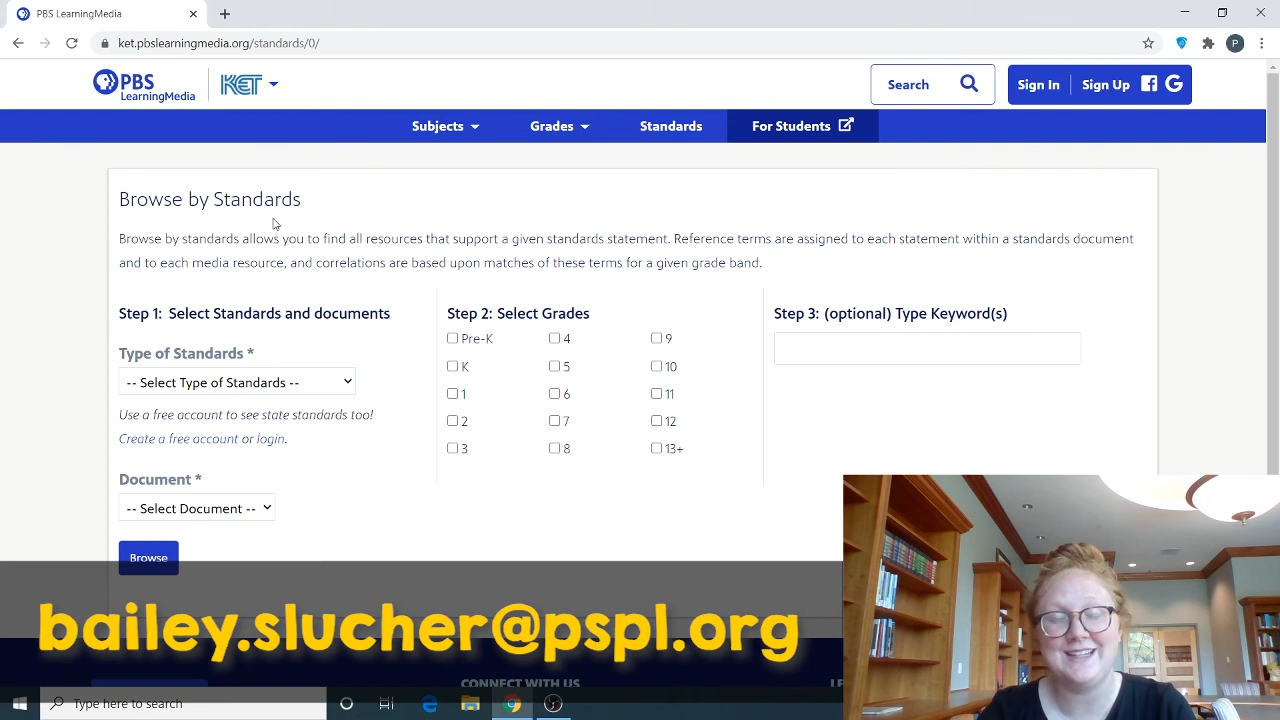 PBS LearningMedia
ket.pbslearningmedia.org/standards/0/
P
PBS
LearningMedia
KET
Search
Sign In
Sign Up
Subjects
Grades
Standards
For Students
Browse by Standards
Browse by standards allows you to find all resources that support a given standards statement. Reference terms are assigned to each statement within a standards document
and to each media resource, and correlations are based upon matches of these terms for a given grade band.
Step 1: Select Standards and documents
Type of Standards *
-- Select Type of Standards --
Use a free account to see state standards too!
Create a free account or login.
Document *
-- Select Document --
Browse
Step 2: Select Grades
Pre-K
4
9
K
5
10
1
6
11
2
7
12
3
8
13+
Step 3: (optional) Type Keyword(s)
bailey.slucher@pspl.org
CONNECT WITH US
Type here to search